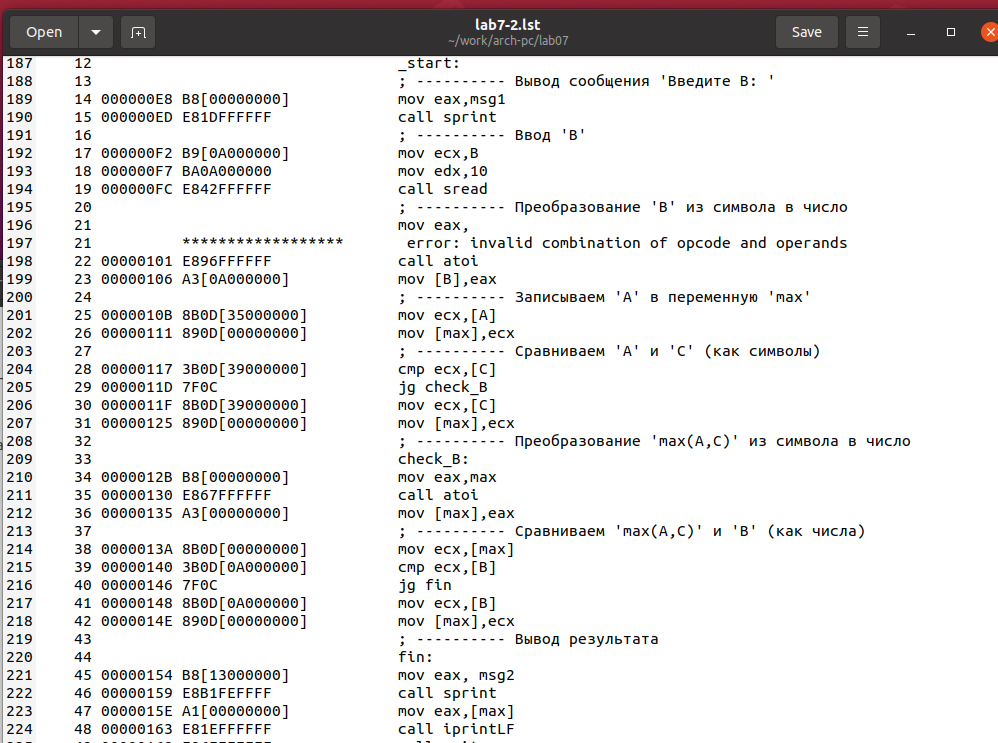 Open
lab7-2.lst
~/work/arch-pc/lab07
Save
187 12 _start:
188 13 ; ---------- Вывод сообщения 'Введите B: '
189 14 000000E8 B8[00000000] mov eax,msg1
190 15 000000ED E81DFFFFFF call sprint
191 16 ; ---------- Ввод 'B'
192 17 000000F2 B9[0A000000] mov ecx,B
193 18 000000F7 BA0A000000 mov edx,10
194 19 000000FC E842FFFFFF call sread
195 20 ; ---------- Преобразование 'B' из символа в число
196 21 mov eax,
197 21 ****************** error: invalid combination of opcode and operands
198 22 00000101 E896FFFFFF call atoi
199 23 00000106 A3[0A000000] mov [B],eax
200 24 ; ---------- Записываем 'A' в переменную 'max'
201 25 0000010B 8B0D[35000000] mov ecx,[A]
202 26 00000111 890D[00000000] mov [max],ecx
203 27 ; ---------- Сравниваем 'A' и 'C' (как символы)
204 28 00000117 3B0D[39000000] cmp ecx,[C]
205 29 0000011D 7F0C jg check_B
206 30 0000011F 8B0D[39000000] mov ecx,[C]
207 31 00000125 890D[00000000] mov [max],ecx
208 32 ; ---------- Преобразование 'max(A,C)' из символа в число
209 33 check_B:
210 34 0000012B B8[00000000] mov eax,max
211 35 00000130 E867FFFFFF call atoi
212 36 00000135 A3[00000000] mov [max],eax
213 37 ; ---------- Сравниваем 'max(A,C)' и 'B' (как числа)
214 38 0000013A 8B0D[00000000] mov ecx,[max]
215 39 00000140 3B0D[0A000000] cmp ecx,[B]
216 40 00000146 7F0C jg fin
217 41 00000148 8B0D[0A000000] mov ecx,[B]
218 42 0000014E 890D[00000000] mov [max],ecx
219 43 ; ---------- Вывод результата
220 44 fin:
221 45 00000154 B8[13000000] mov eax, msg2
222 46 00000159 E8B1FEFFFF call sprint
223 47 0000015E A1[00000000] mov eax,[max]
224 48 00000163 E81EFFFFFF call iprintLF